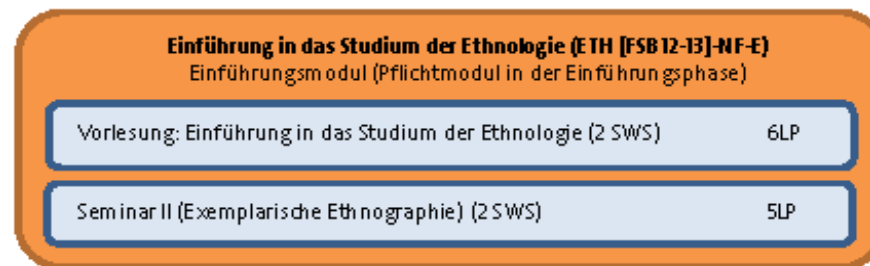 Einführung in das Studium der Ethnologie (ETH [FSB 12-13]-NF-E)
Einführungsmodul (Pflichtmodul in der Einführungsphase)
Vorlesung: Einführung in das Studium der Ethnologie (2 SWS) 6LP
Seminar II (Exemplarische Ethnographie) (2 SWS) 5LP